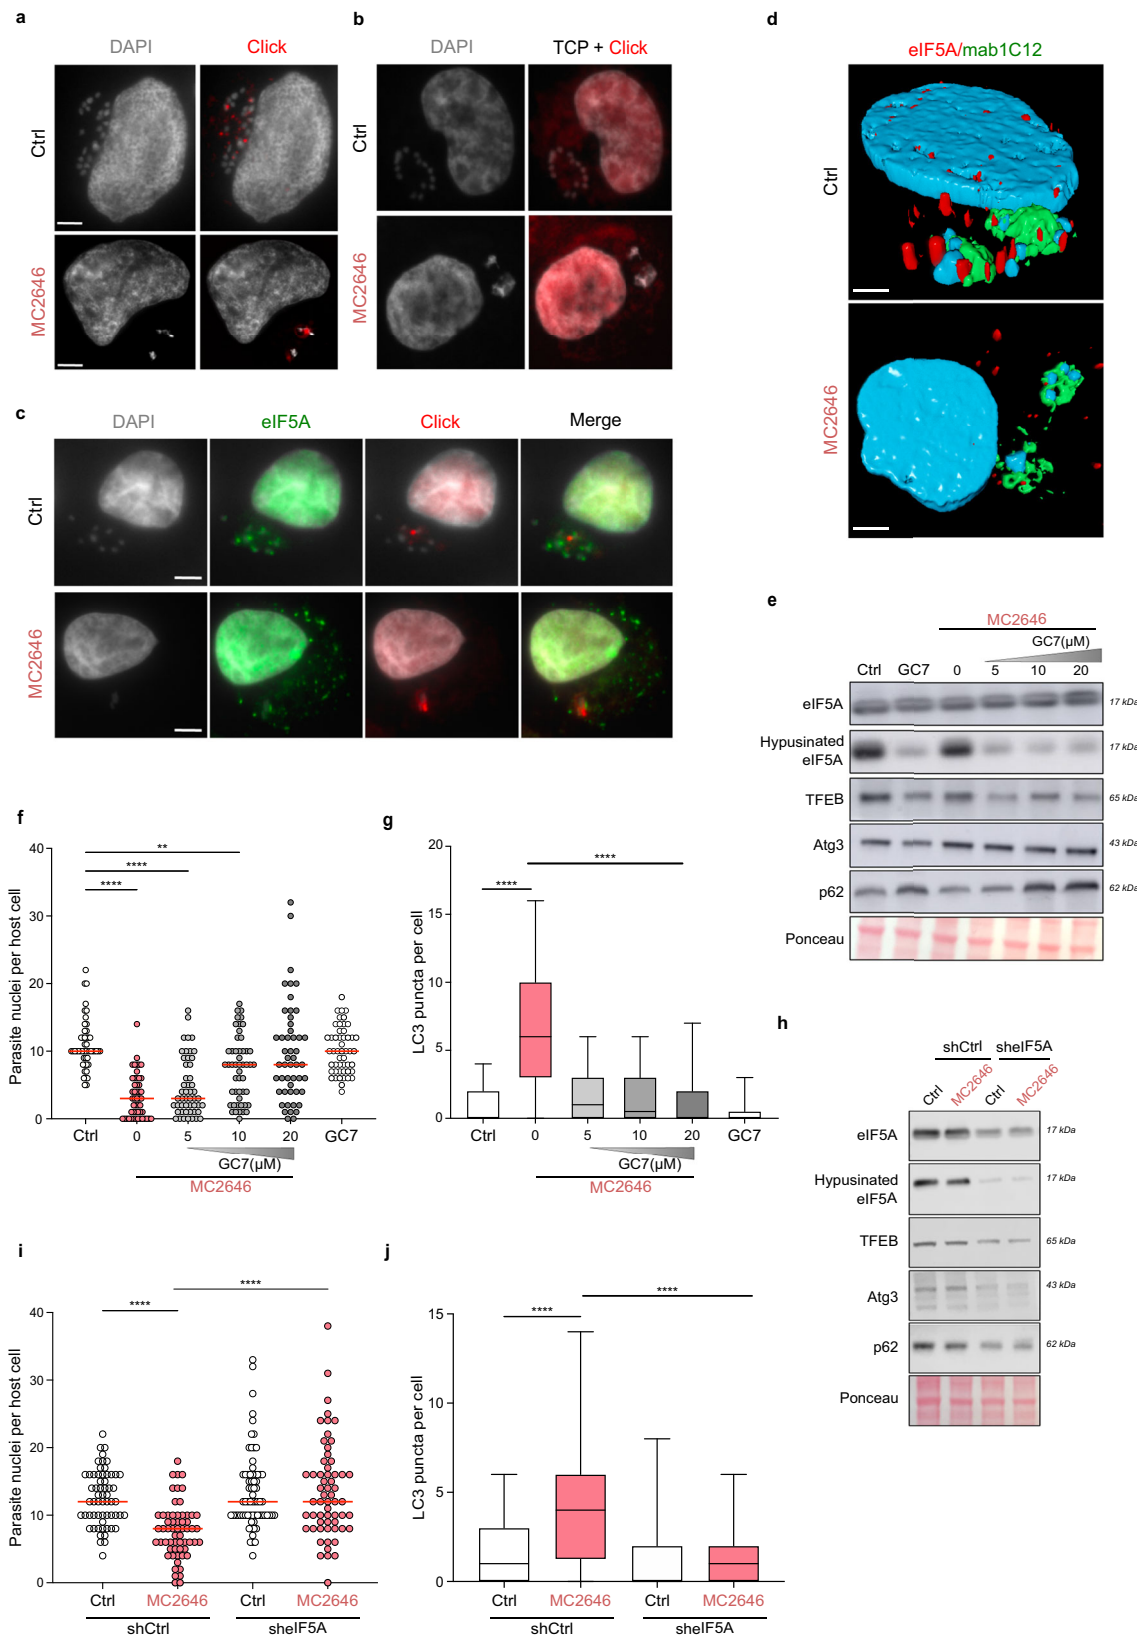 a
DAPI
Click
Ctrl
MC2646
b
DAPI
TCP + Click
Ctrl
MC2646
c
DAPI
eIF5A
Click
Merge
Ctrl
MC2646
d
eIF5A/mab1C12
Ctrl
MC2646
e
MC2646
GC7(µM)
Ctrl GC7 0 5 10 20
eIF5A 17 kDa
Hypusinated
eIF5A 17 kDa
TFEB 65 kDa
Atg3 43 kDa
p62 62 kDa
Ponceau
f
Parasite nuclei per host cell
40
30
20
10
0
**
****
****
Ctrl 0 5 10 20 GC7
GC7(µM)
MC2646
g
LC3 puncta per cell
20
15
10
5
0
****
****
Ctrl 0 5 10 20 GC7
GC7(µM)
MC2646
h
shCtrl sheIF5A
Ctrl MC2646 Ctrl MC2646
eIF5A 17 kDa
Hypusinated
eIF5A 17 kDa
TFEB 65 kDa
Atg3 43 kDa
p62 62 kDa
Ponceau
i
Parasite nuclei per host cell
40
30
20
10
0
****
****
Ctrl MC2646 Ctrl MC2646
shCtrl sheIF5A
j
LC3 puncta per cell
15
10
5
0
****
****
Ctrl MC2646 Ctrl MC2646
shCtrl sheIF5A